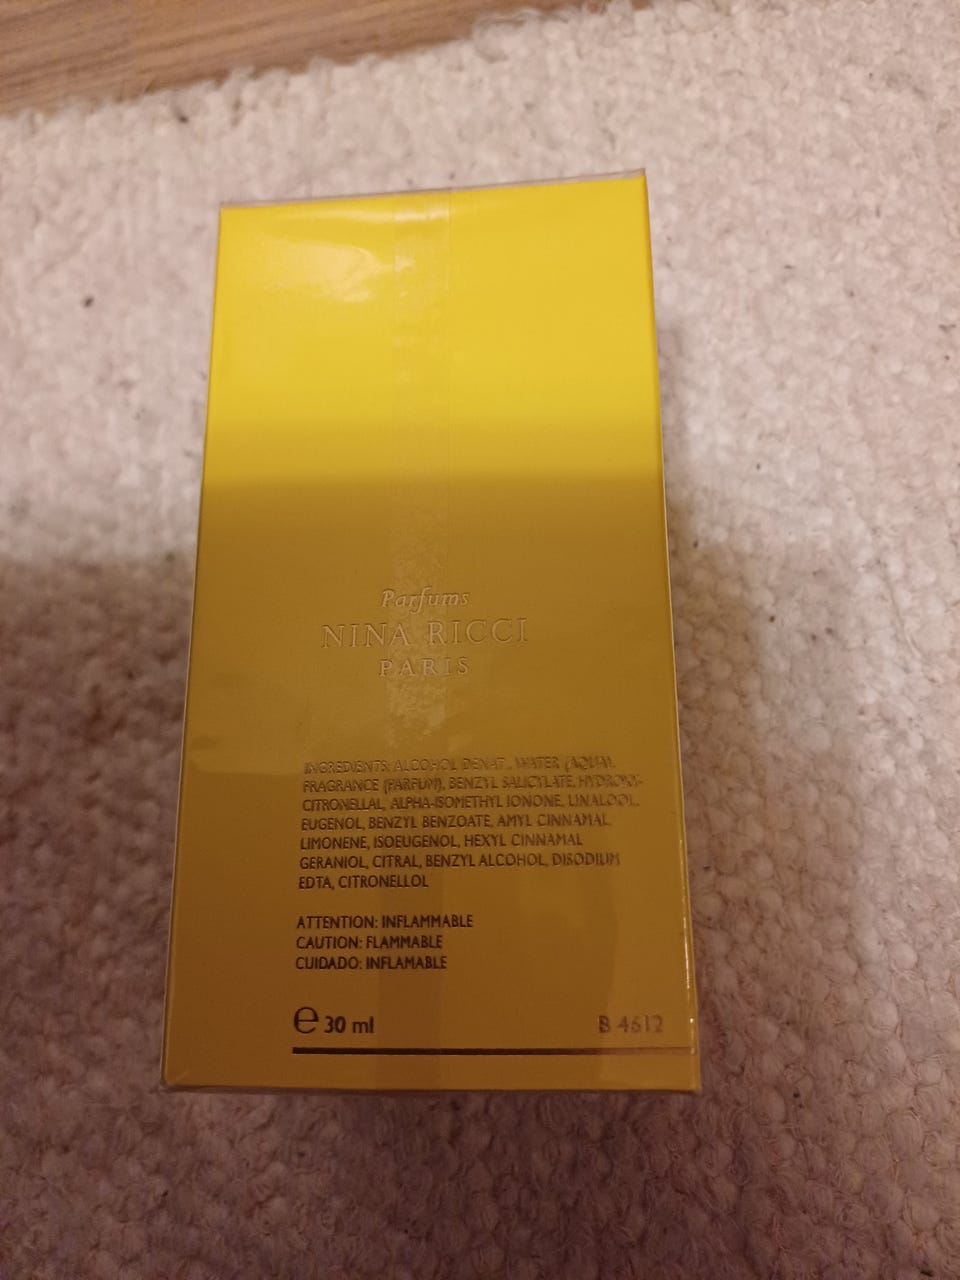 Parfums
NINA RICCI
PARIS
INGREDIENTS: ALCOHOL DENAT., WATER (AQUA),
FRAGRANCE (PARFUM), BENZYL SALICYLATE, HYDROXY-
CITRONELLAL, ALPHA-ISOMETHYL IONONE, LINALOOL,
EUGENOL, BENZYL BENZOATE, AMYL CINNAMAL,
LIMONENE, ISOEUGENOL, HEXYL CINNAMAL
GERANIOL, CITRAL, BENZYL ALCOHOL, DISODIUM
EDTA, CITRONELLOL
ATTENTION: INFLAMMABLE
CAUTION: FLAMMABLE
CUIDADO: INFLAMABLE
e 30 ml
B 4612